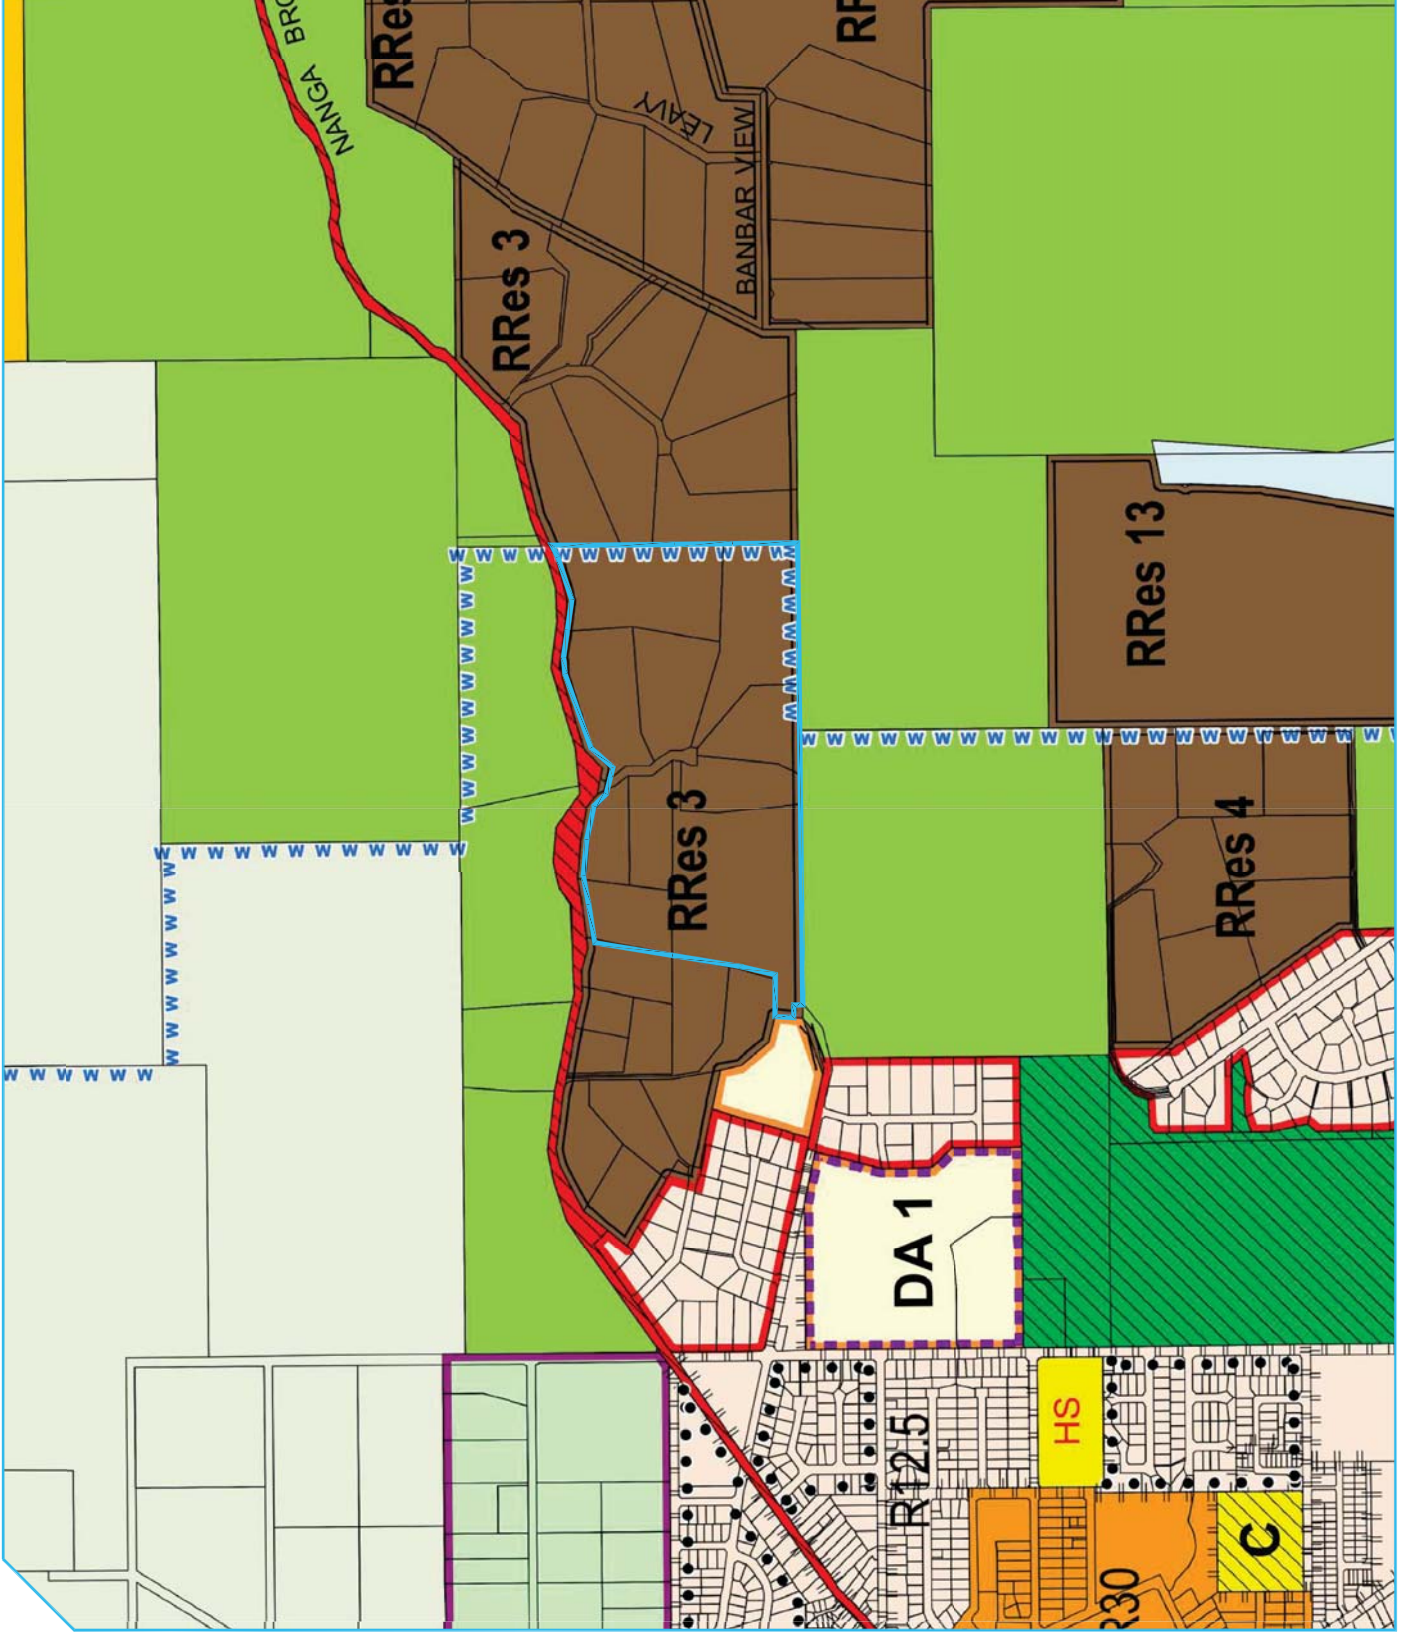 NANGA BRO
RRes
RR
LEAVY
BANBAR VIEW
RRes 3
RRes 13
RRes 3
RRes 4
W W W W W W W W W W W W W
DA 1
R12.5
HS
C
R30